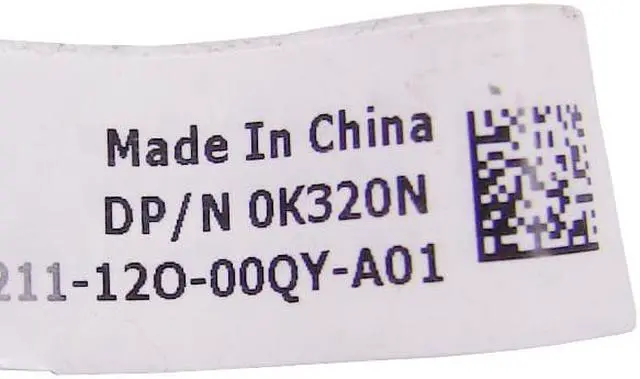 Made In China
DP/N 0K320N
211-12O-00QY-A01